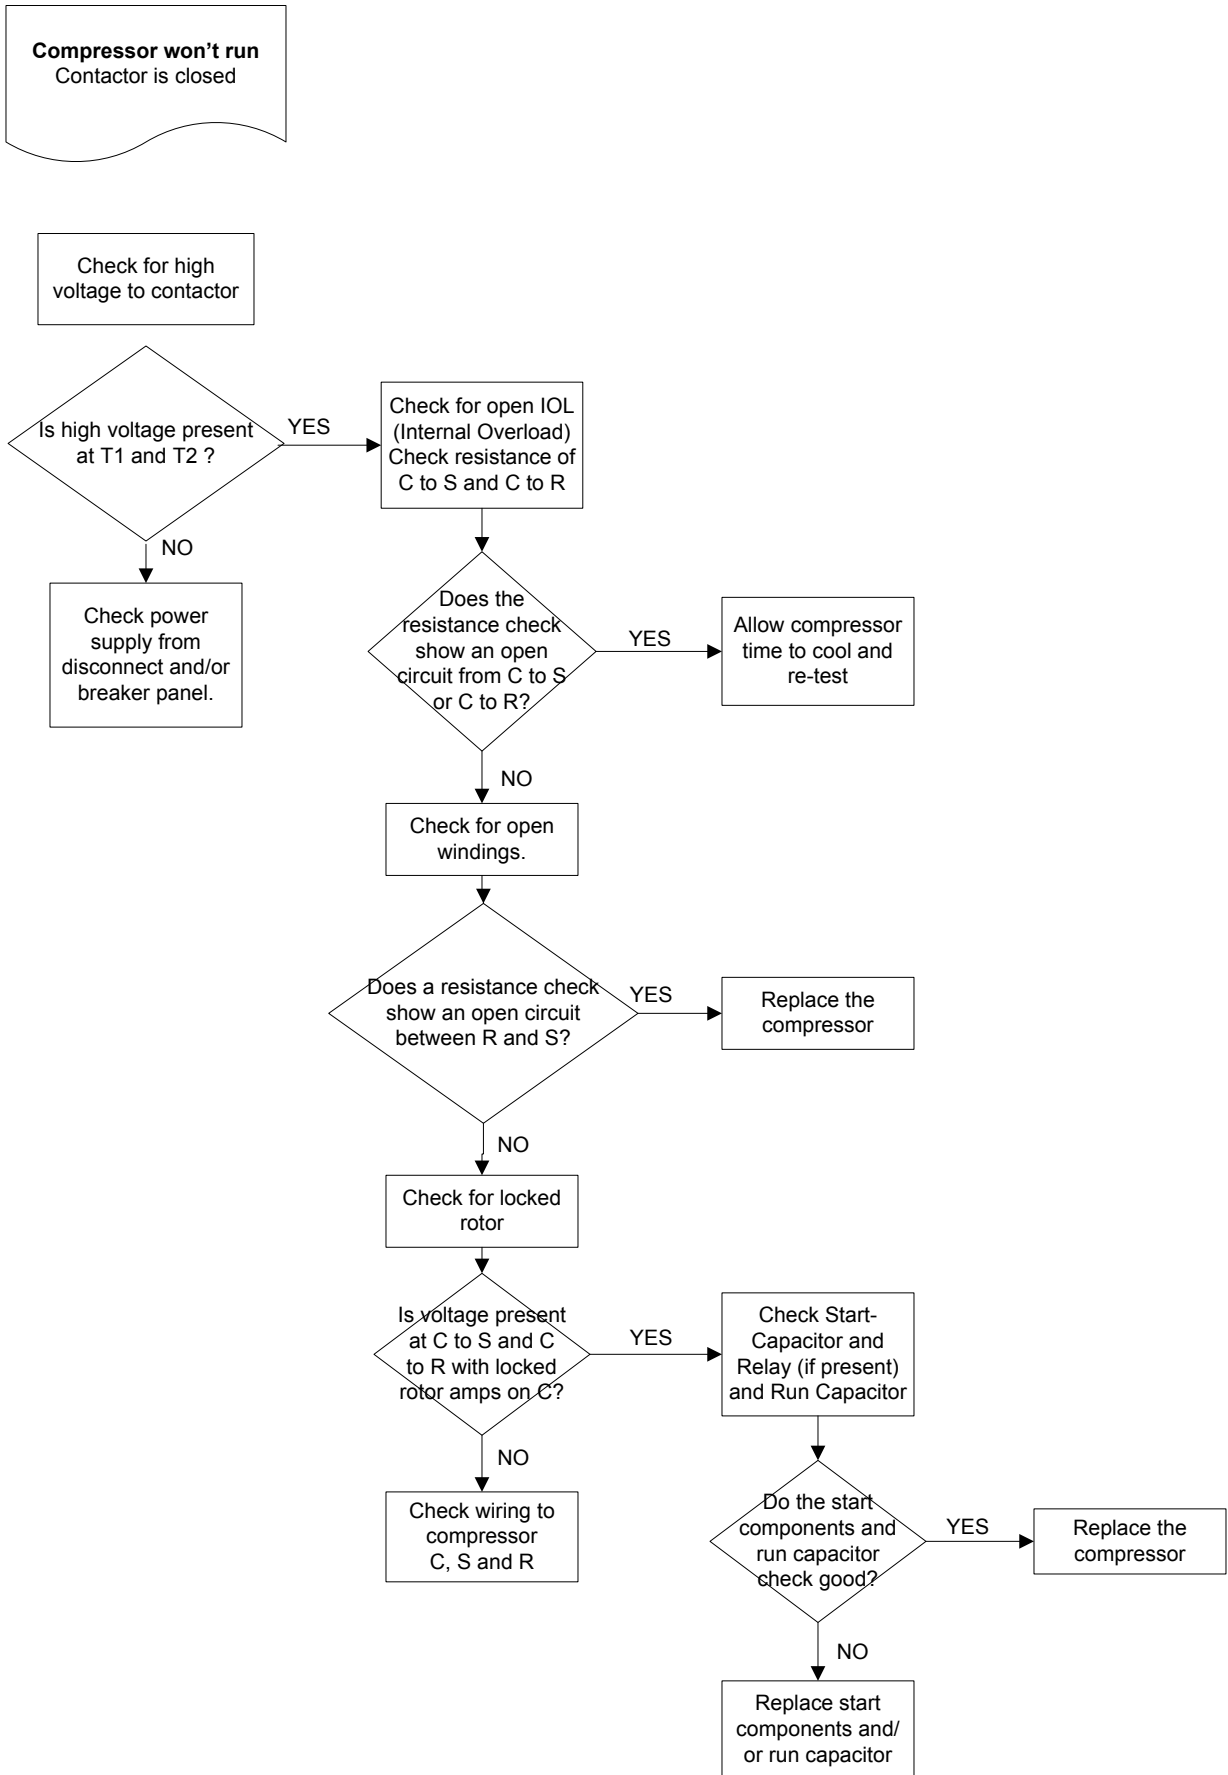 Compressor won't run
Contactor is closed
Check for high
voltage to contactor
Is high voltage present
at T1 and T2 ?
YES
NO
Check power
supply from
disconnect and/or
breaker panel.
Check for open IOL
(Internal Overload)
Check resistance of
C to S and C to R
Does the
resistance check
show an open
circuit from C to S
or C to R?
YES
Allow compressor
time to cool and
re-test
NO
Check for open
windings.
Does a resistance check
show an open circuit
between R and S?
YES
Replace the
compressor
NO
Check for locked
rotor
Is voltage present
at C to S and C
to R with locked
rotor amps on C?
YES
Check Start-
Capacitor and
Relay (if present)
and Run Capacitor
NO
Check wiring to
compressor
C, S and R
Do the start
components and
run capacitor
check good?
YES
Replace the
compressor
NO
Replace start
components and/
or run capacitor